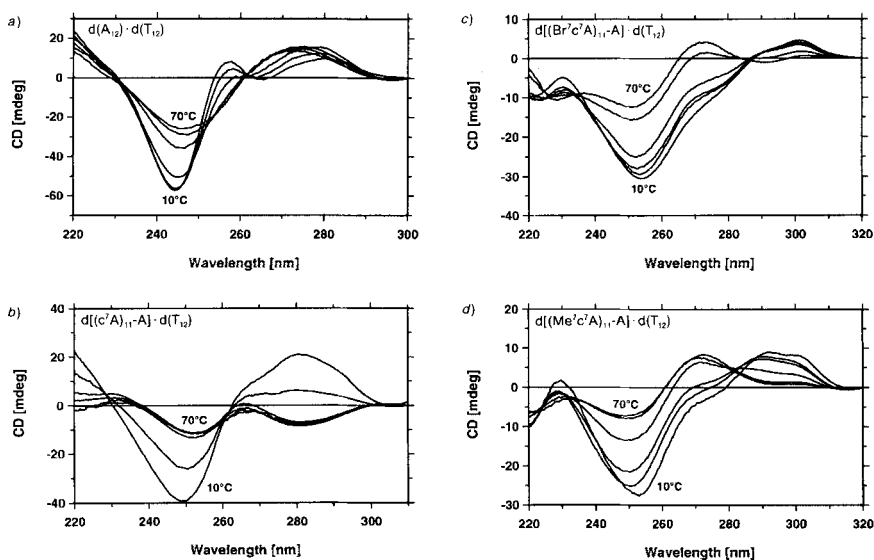 a) d(A₁₂)·d(T₁₂)
CD [mdeg]
20
0
-20
-40
-60
70°C
10°C
220 240 260 280 300
Wavelength [nm]
b) d[(c⁷A)₁₁-A]·d(T₁₂)
CD [mdeg]
40
20
0
-20
-40
70°C
10°C
220 240 260 280 300
Wavelength [nm]
c) d[(Br⁷c⁷A)₁₁-A]·d(T₁₂)
CD [mdeg]
10
0
-10
-20
-30
-40
70°C
10°C
220 240 260 280 300 320
Wavelength [nm]
d) d[(Me⁷c⁷A)₁₁-A]·d(T₁₂)
CD [mdeg]
20
10
0
-10
-20
-30
70°C
10°C
220 240 260 280 300 320
Wavelength [nm]